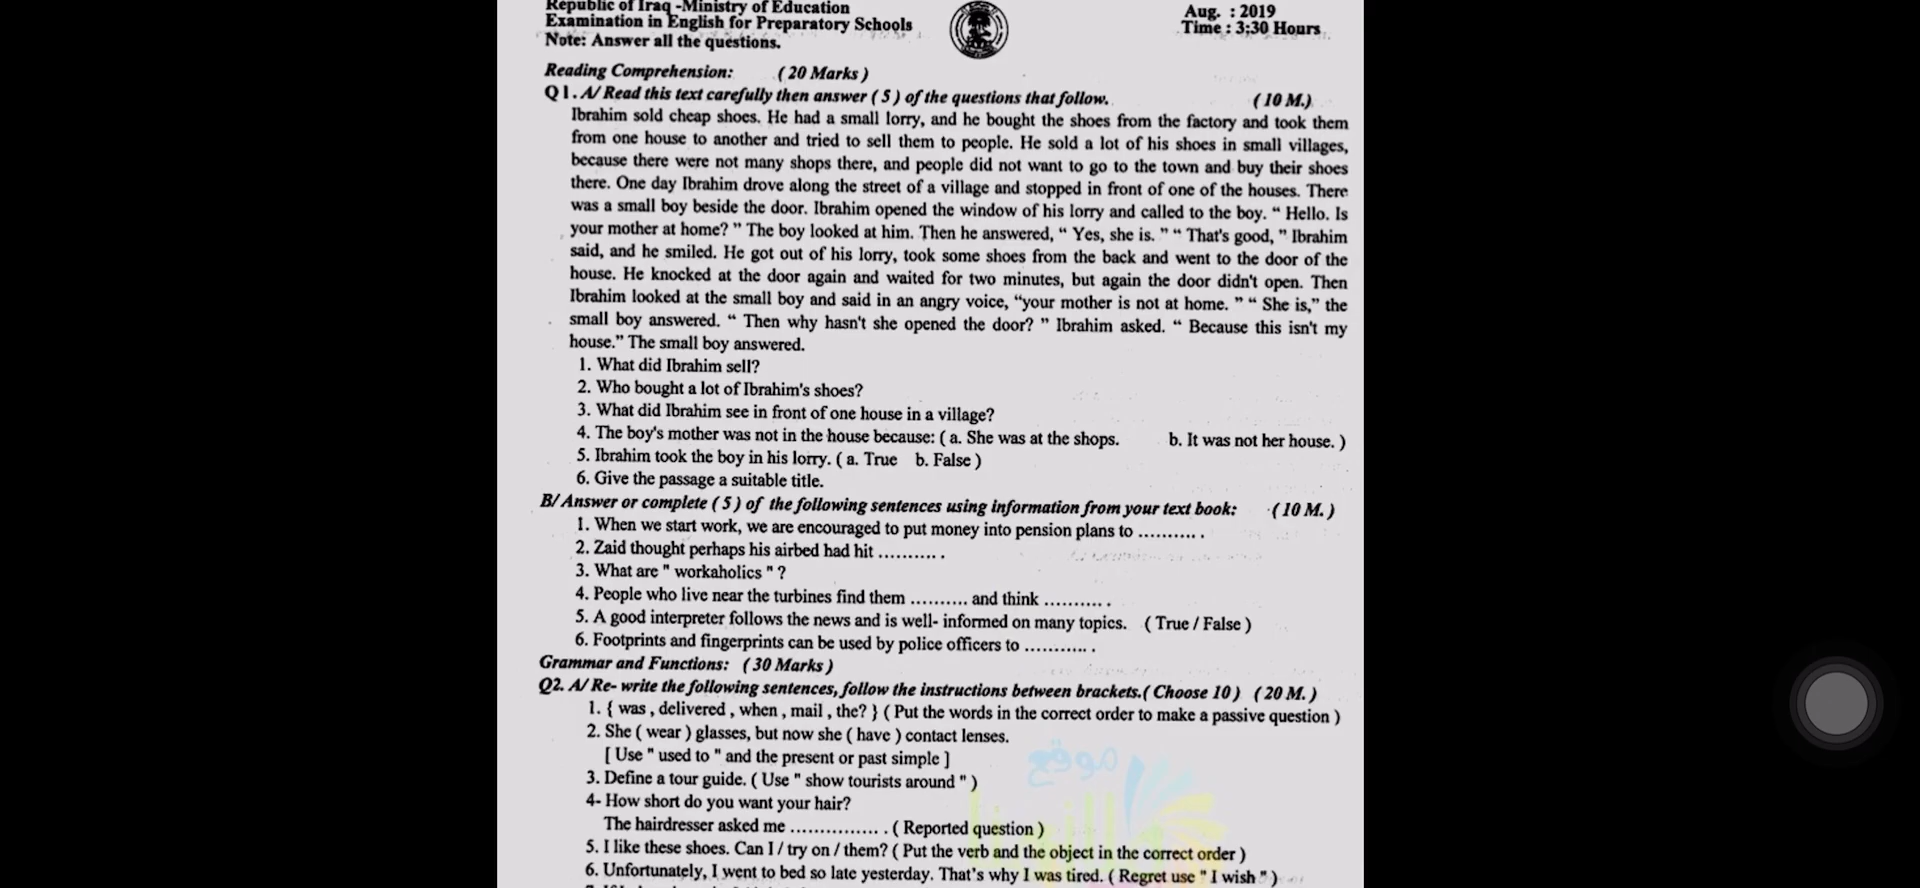 Republic of Iraq -Ministry of Education
Examination in English for Preparatory Schools
Note: Answer all the questions.
Aug. : 2019
Time : 3:30 Hours
Reading Comprehension: ( 20 Marks )
Q1. A/ Read this text carefully then answer ( 5 ) of the questions that follow. ( 10 M.)
Ibrahim sold cheap shoes. He had a small lorry, and he bought the shoes from the factory and took them
from one house to another and tried to sell them to people. He sold a lot of his shoes in small villages,
because there were not many shops there, and people did not want to go to the town and buy their shoes
there. One day Ibrahim drove along the street of a village and stopped in front of one of the houses. There
was a small boy beside the door. Ibrahim opened the window of his lorry and called to the boy. “ Hello. Is
your mother at home? ” The boy looked at him. Then he answered, “ Yes, she is. ” “ That's good, ” Ibrahim
said, and he smiled. He got out of his lorry, took some shoes from the back and went to the door of the
house. He knocked at the door again and waited for two minutes, but again the door didn't open. Then
Ibrahim looked at the small boy and said in an angry voice, “your mother is not at home. ” “ She is,” the
small boy answered. “ Then why hasn't she opened the door? ” Ibrahim asked. “ Because this isn't my
house.” The small boy answered.
1. What did Ibrahim sell?
2. Who bought a lot of Ibrahim's shoes?
3. What did Ibrahim see in front of one house in a village?
4. The boy's mother was not in the house because: ( a. She was at the shops. b. It was not her house. )
5. Ibrahim took the boy in his lorry. ( a. True b. False )
6. Give the passage a suitable title.
B/ Answer or complete ( 5 ) of the following sentences using information from your text book: ( 10 M. )
1. When we start work, we are encouraged to put money into pension plans to .......... .
2. Zaid thought perhaps his airbed had hit .......... .
3. What are " workaholics " ?
4. People who live near the turbines find them .......... and think .......... .
5. A good interpreter follows the news and is well- informed on many topics. ( True / False )
6. Footprints and fingerprints can be used by police officers to ........... .
Grammar and Functions: ( 30 Marks )
Q2. A/ Re- write the following sentences, follow the instructions between brackets.( Choose 10 ) ( 20 M. )
1. { was , delivered , when , mail , the? } ( Put the words in the correct order to make a passive question )
2. She ( wear ) glasses, but now she ( have ) contact lenses.
[ Use " used to " and the present or past simple ]
3. Define a tour guide. ( Use " show tourists around " )
4- How short do you want your hair?
The hairdresser asked me ............... . ( Reported question )
5. I like these shoes. Can I / try on / them? ( Put the verb and the object in the correct order )
6. Unfortunately, I went to bed so late yesterday. That's why I was tired. ( Regret use " I wish " )
موقع